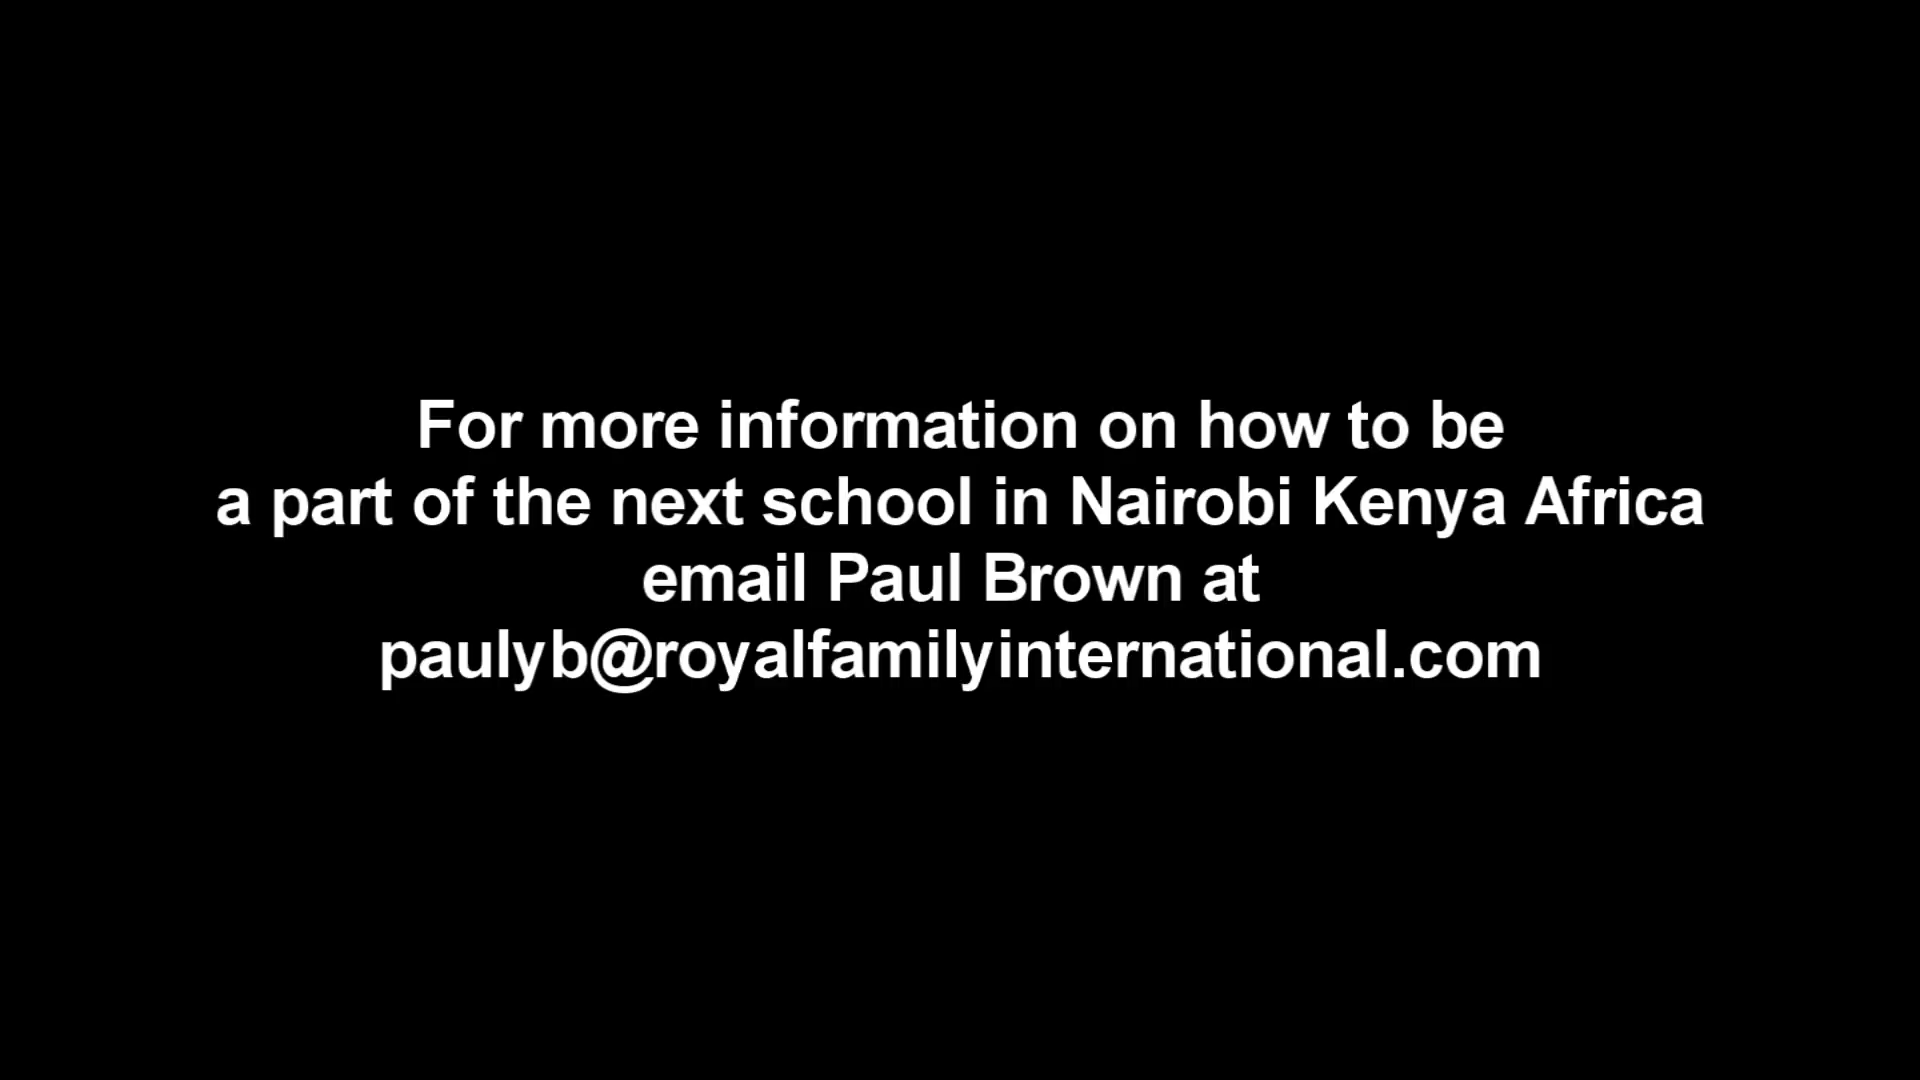 For more information on how to be
a part of the next school in Nairobi Kenya Africa
email Paul Brown at
paulyb@royalfamilyinternational.com